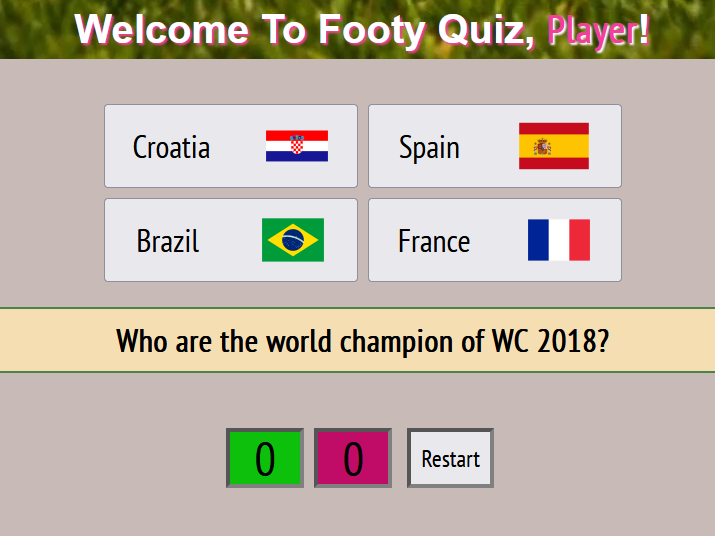 Welcome To Footy Quiz, Player!
Croatia
Spain
Brazil
France
Who are the world champion of WC 2018?
0
0
Restart